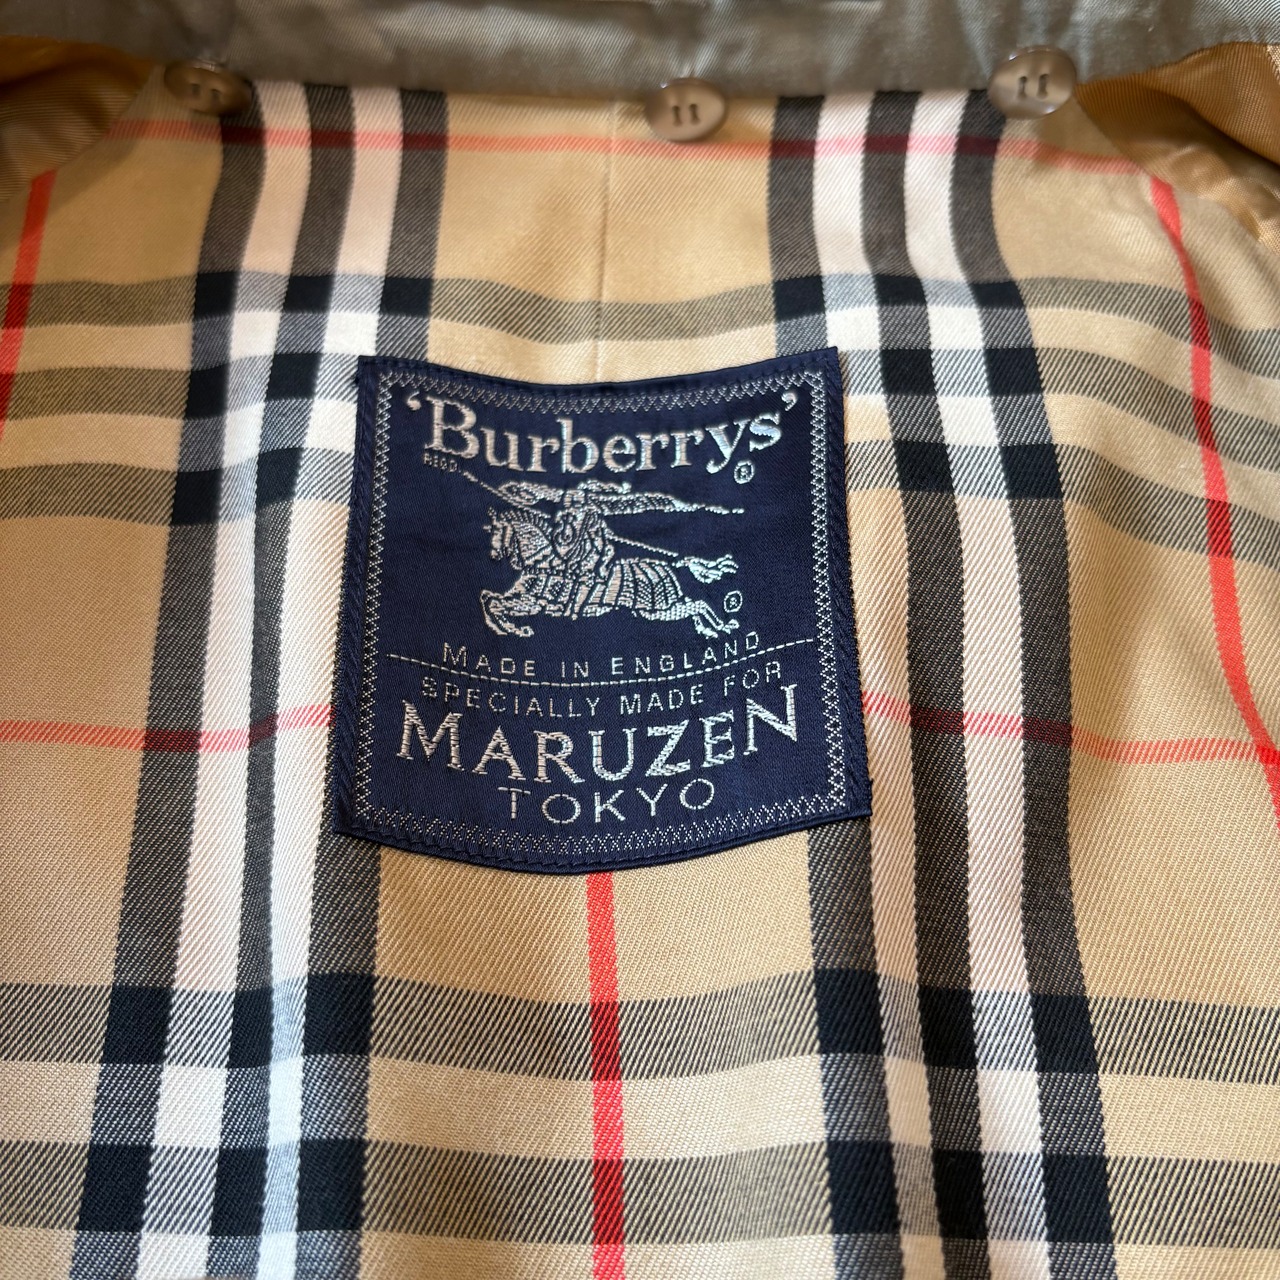 ‘Burberrys’
REGD.
®
®
MADE IN ENGLAND
SPECIALLY MADE FOR
MARUZEN
TOKYO